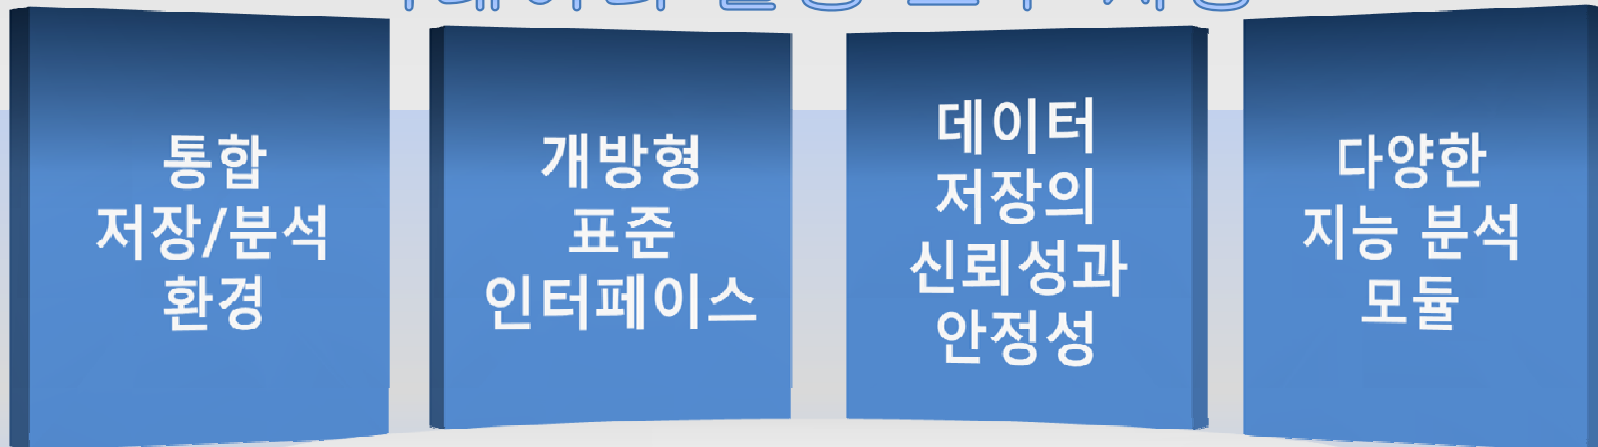 통합
저장/분석
환경
개방형
표준
인터페이스
데이터
저장의
신뢰성과
안정성
다양한
지능 분석
모듈